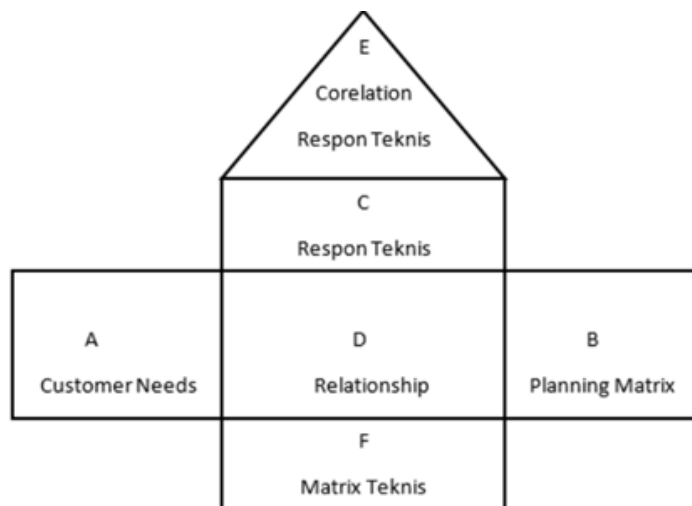 E
Corelation
Respon Teknis
C
Respon Teknis
A
Customer Needs
D
Relationship
B
Planning Matrix
F
Matrix Teknis